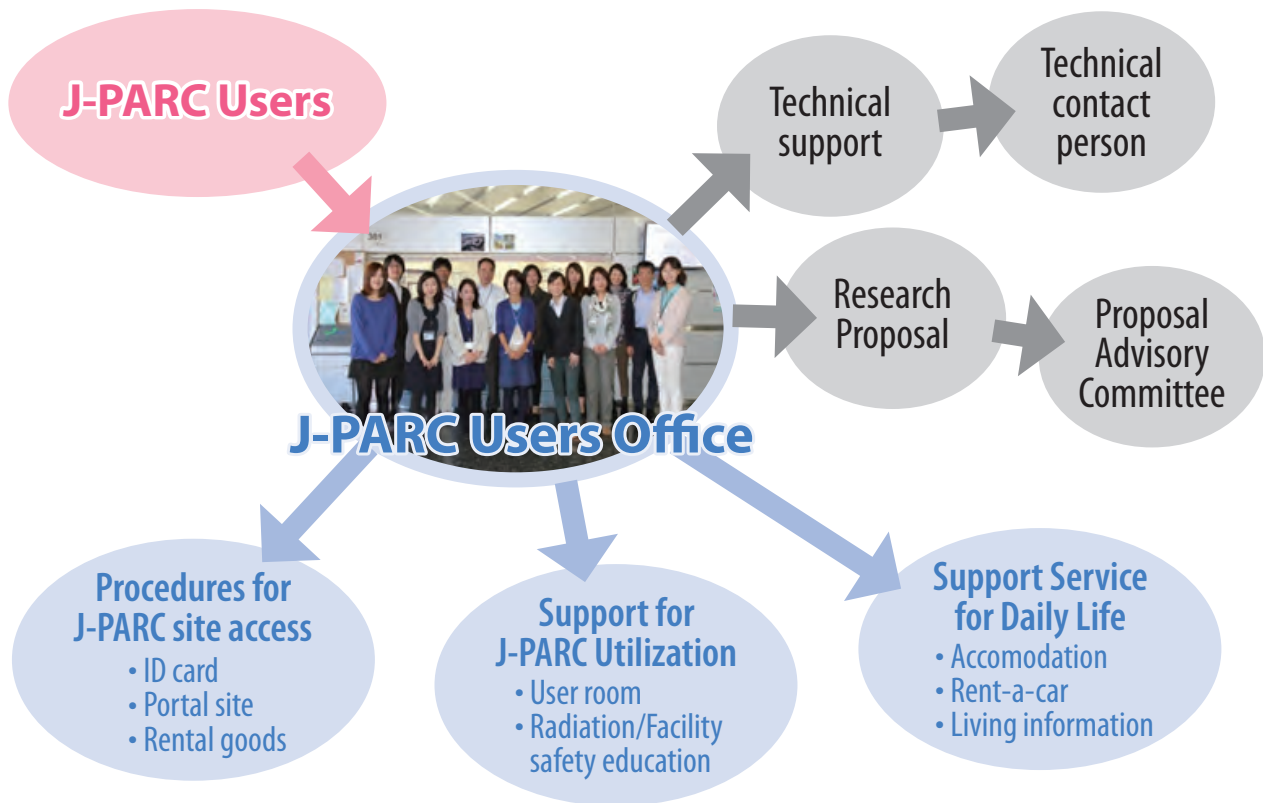 J-PARC Users
Technical
support
Technical
contact
person
Research
Proposal
Proposal
Advisory
Committee
361
J-PARC Users Office
Procedures for
J-PARC site access
• ID card
• Portal site
• Rental goods
Support for
J-PARC Utilization
• User room
• Radiation/Facility
safety education
Support Service
for Daily Life
• Accomodation
• Rent-a-car
• Living information